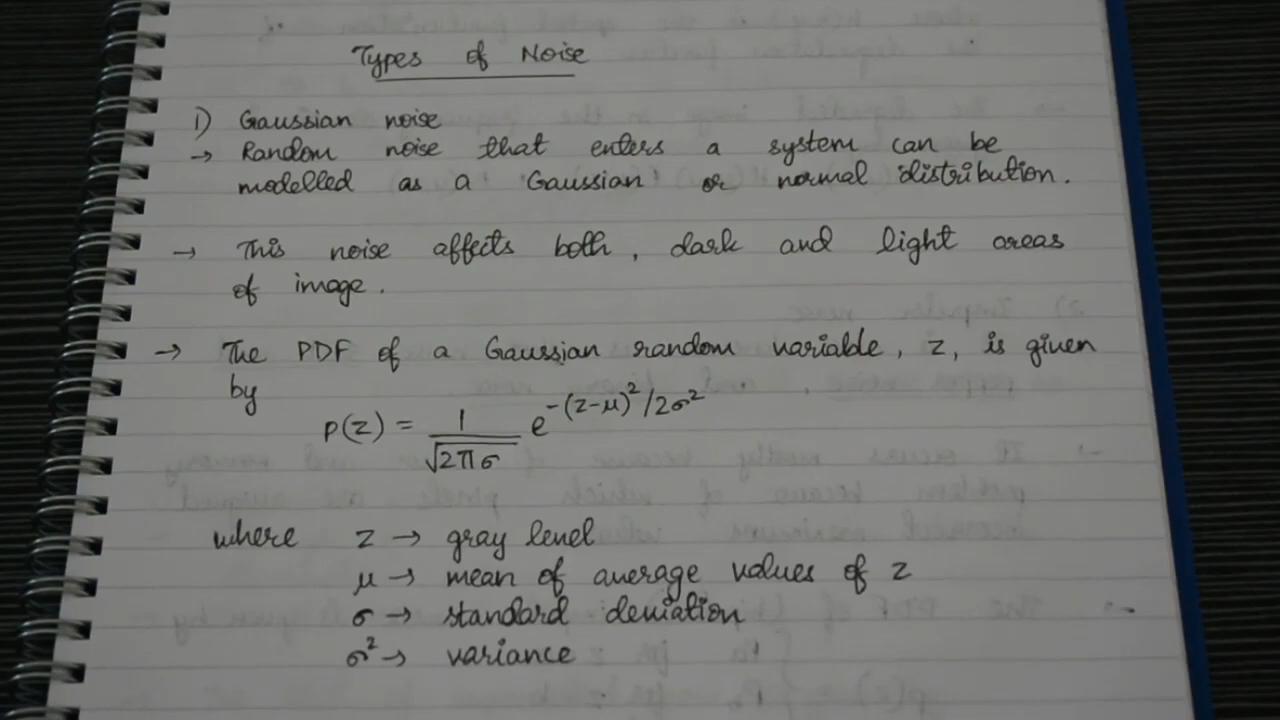 Types of Noise
1) Gaussian noise
→ Random noise that enters a system can be
modelled as a Gaussian or normal distribution.
→ This noise affects both, dark and light areas
of image.
→ The PDF of a Gaussian random variable, z, is given
by
p(z) = 1/√2πσ e^-(z-μ)²/2σ²
where z → gray level
μ → mean of average values of z
σ → standard deviation
σ² → variance